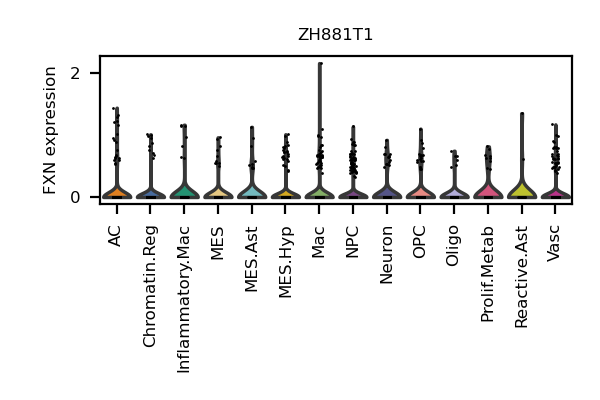 ZH881T1
FXN expression
2
0
AC
Chromatin.Reg
Inflammatory.Mac
MES
MES.Ast
MES.Hyp
Mac
NPC
Neuron
OPC
Oligo
Prolif.Metab
Reactive.Ast
Vasc